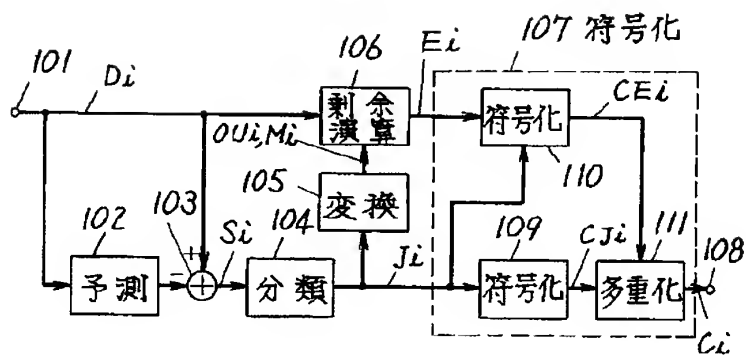 107 符号化
106
Ei
101
Di
CEi
剰余
演算
符号化
OUi,Mi
110
105
変換
103
102
+
Si
104
109
CJi
111
108
−
予測
分類
Ji
符号化
多重化
Ci